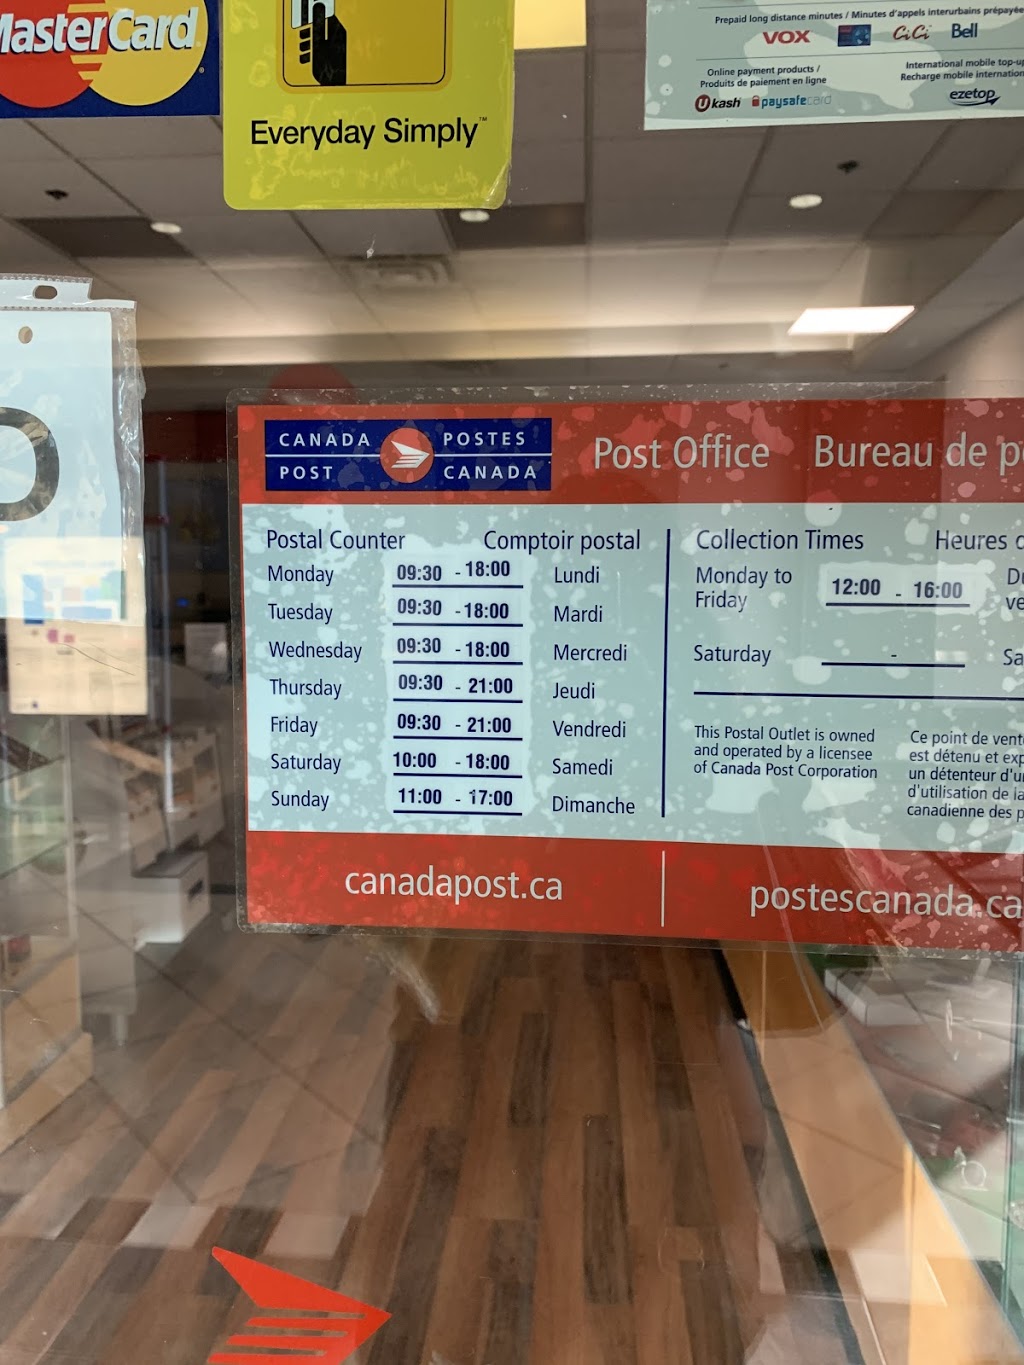 MasterCard
Everyday Simply™
Prepaid long distance minutes / Minutes d'appels interurbains prépayée
VOX CiCi Bell
Online payment products /
Produits de paiement en ligne
Ukash paysafecard
International mobile top-up
Recharge mobile internation
ezetop
CANADA POSTES
POST CANADA
Post Office Bureau de p
Postal Counter Comptoir postal
Monday 09:30 - 18:00 Lundi
Tuesday 09:30 - 18:00 Mardi
Wednesday 09:30 - 18:00 Mercredi
Thursday 09:30 - 21:00 Jeudi
Friday 09:30 - 21:00 Vendredi
Saturday 10:00 - 18:00 Samedi
Sunday 11:00 - 17:00 Dimanche
Collection Times Heures d
Monday to
Friday 12:00 - 16:00
Saturday - Sa
This Postal Outlet is owned
and operated by a licensee
of Canada Post Corporation
Ce point de vent
est détenu et exp
un détenteur d'u
d'utilisation de la
canadienne des p
canadapost.ca
postescanada.ca